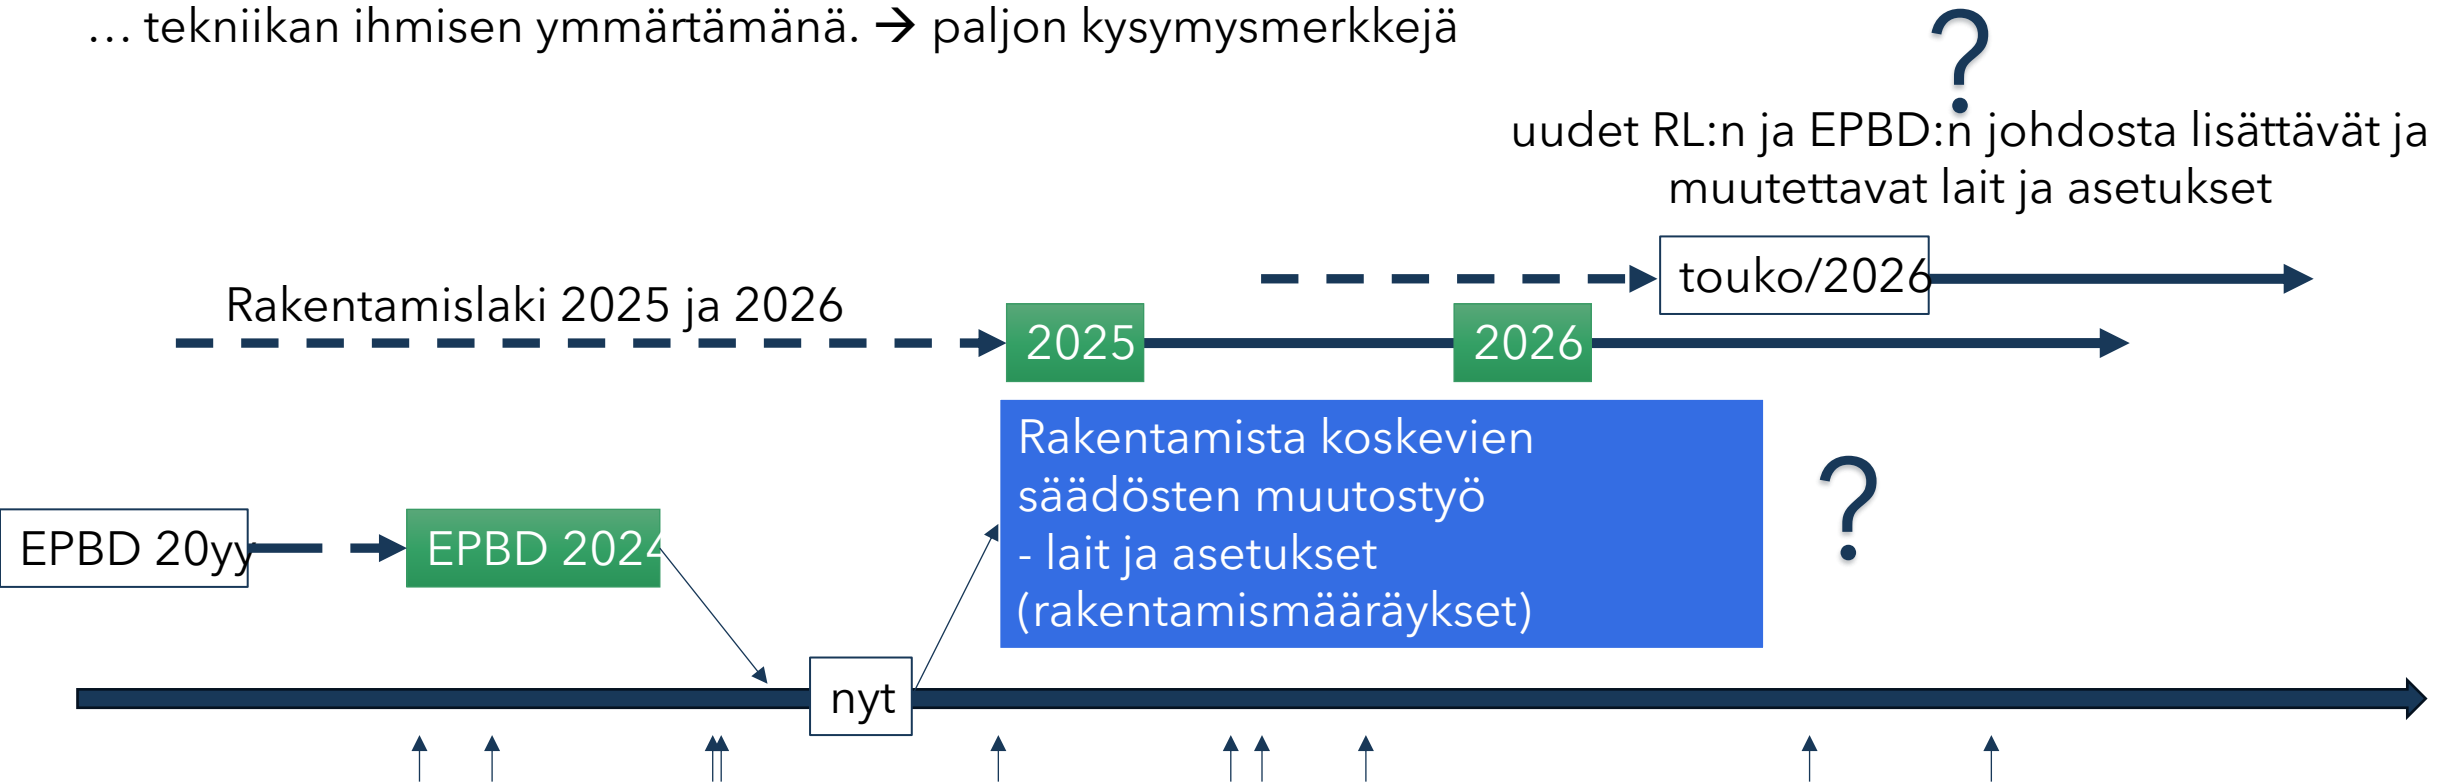 … tekniikan ihmisen ymmärtämänä. → paljon kysymysmerkkejä
?
uudet RL:n ja EPBD:n johdosta lisättävät ja
muutettavat lait ja asetukset
touko/2026
Rakentamislaki 2025 ja 2026
2025
2026
Rakentamista koskevien
säädösten muutostyö
- lait ja asetukset
(rakentamismääräykset)
?
EPBD 20yy
EPBD 2024
nyt